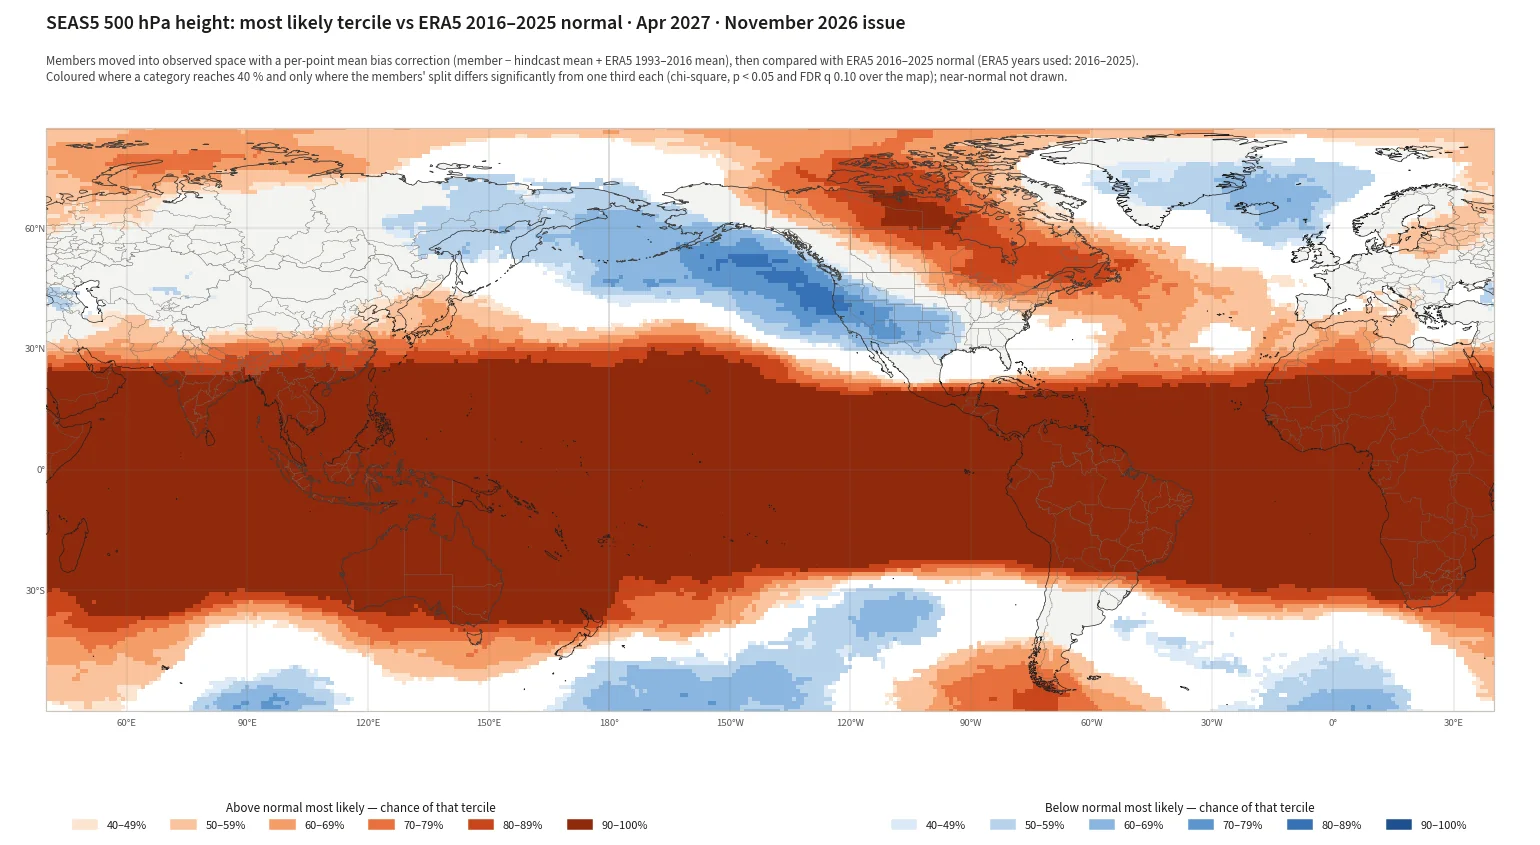 SEAS5 500 hPa height: most likely tercile vs ERA5 2016–2025 normal · Apr 2027 · November 2026 issue
Members moved into observed space with a per-point mean bias correction (member − hindcast mean + ERA5 1993–2016 mean), then compared with ERA5 2016–2025 normal (ERA5 years used: 2016–2025).
Coloured where a category reaches 40 % and only where the members' split differs significantly from one third each (chi-square, p < 0.05 and FDR q 0.10 over the map); near-normal not drawn.
60°N
30°N
0°
30°S
60°E 90°E 120°E 150°E 180° 150°W 120°W 90°W 60°W 30°W 0° 30°E
Above normal most likely — chance of that tercile
40–49% 50–59% 60–69% 70–79% 80–89% 90–100%
Below normal most likely — chance of that tercile
40–49% 50–59% 60–69% 70–79% 80–89% 90–100%